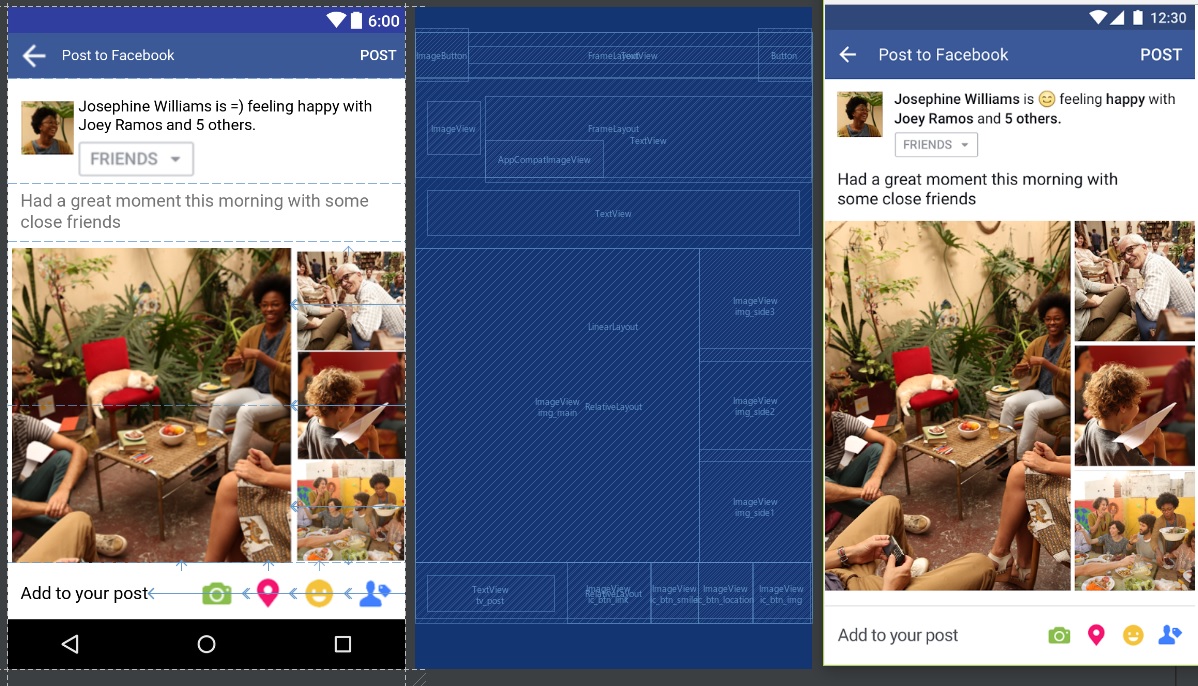 6:00
Post to Facebook
POST
Josephine Williams is =) feeling happy with
Joey Ramos and 5 others.
FRIENDS
Had a great moment this morning with some
close friends
Add to your post
ImageButton
FrameLayout
TextView
Button
ImageView
FrameLayout
TextView
AppCompatImageView
TextView
ImageView
img_side3
LinearLayout
ImageView
img_main
RelativeLayout
ImageView
img_side2
ImageView
img_side1
TextView
tv_post
ImageView
ic_btn_link
RelativeLayout
ImageView
ic_btn_smile
ImageView
ic_btn_location
ImageView
ic_btn_img
12:30
Post to Facebook
POST
Josephine Williams is 😊 feeling happy with
Joey Ramos and 5 others.
FRIENDS
Had a great moment this morning with
some close friends
Add to your post